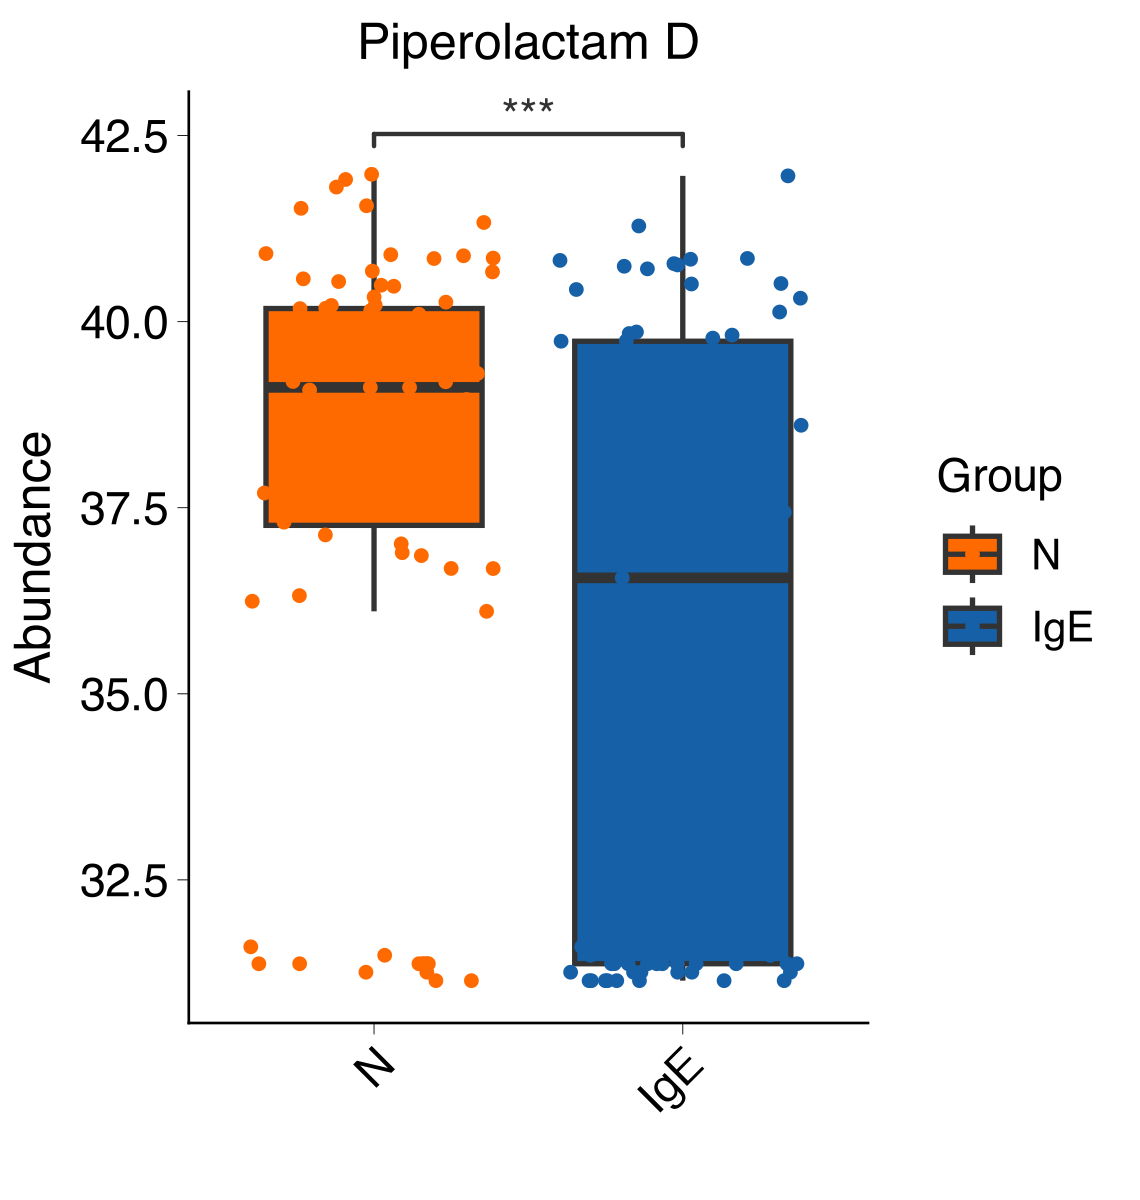 Piperolactam D
***
42.5
40.0
37.5
35.0
32.5
Abundance
N
IgE
Group
N
IgE